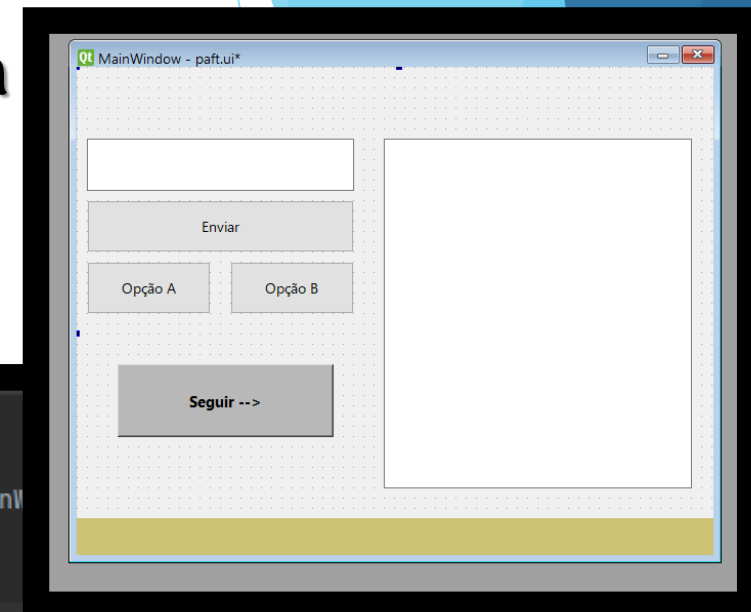 MainWindow - paft.ui*
Enviar
Opção A
Opção B
Seguir -->